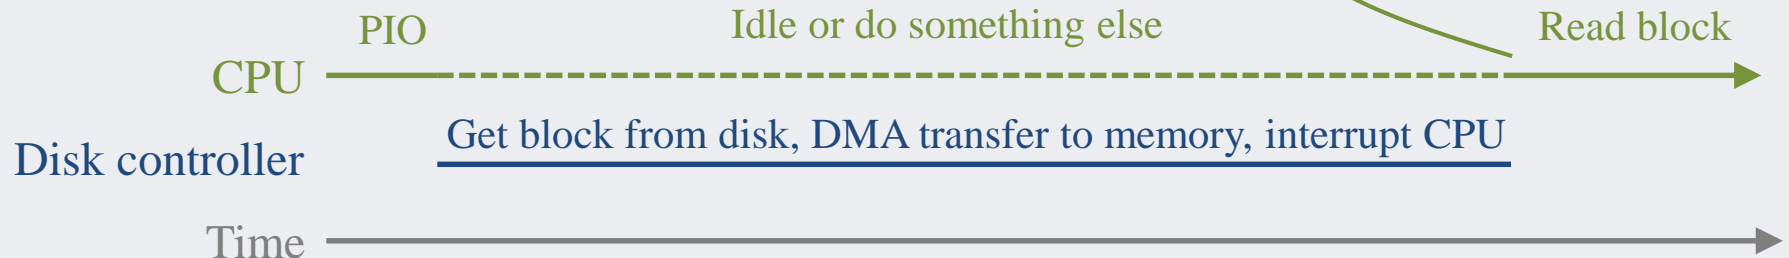 PIO
Idle or do something else
Read block
CPU
Get block from disk, DMA transfer to memory, interrupt CPU
Disk controller
Time